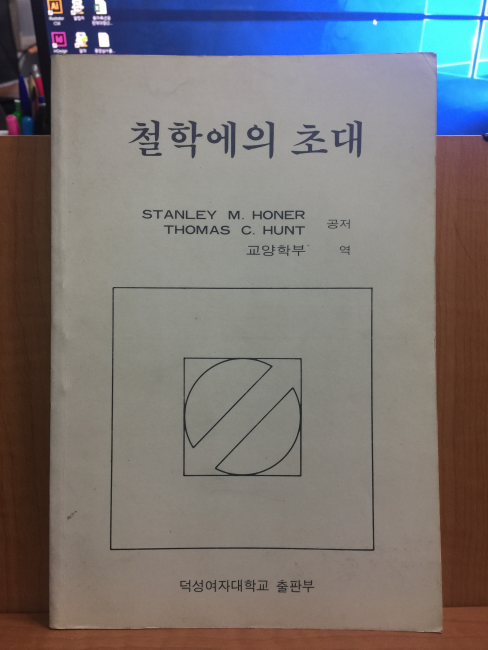 철학에의 초대
STANLEY M. HONER
THOMAS C. HUNT 공저
교양학부 역
덕성여자대학교 출판부